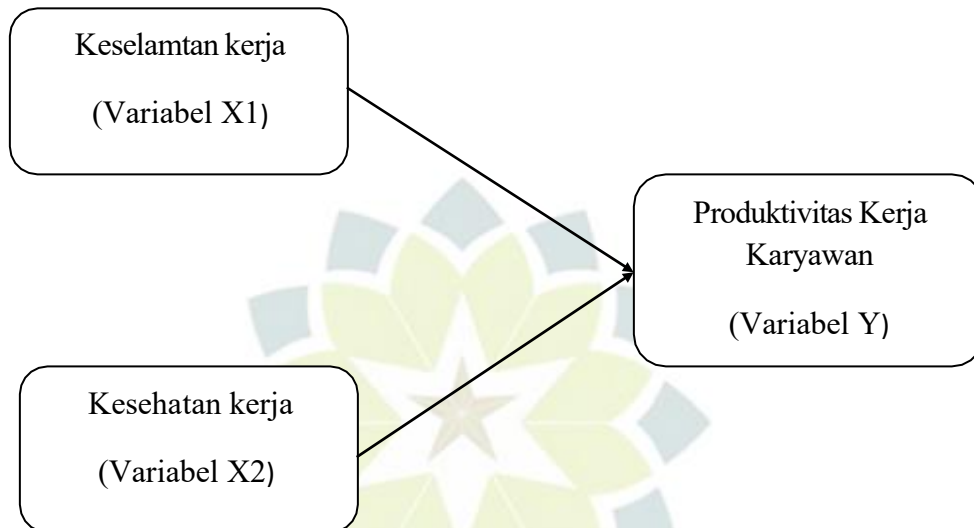 Keselamtan kerja
(Variabel X1)
Produktivitas Kerja
Karyawan
(Variabel Y)
Kesehatan kerja
(Variabel X2)